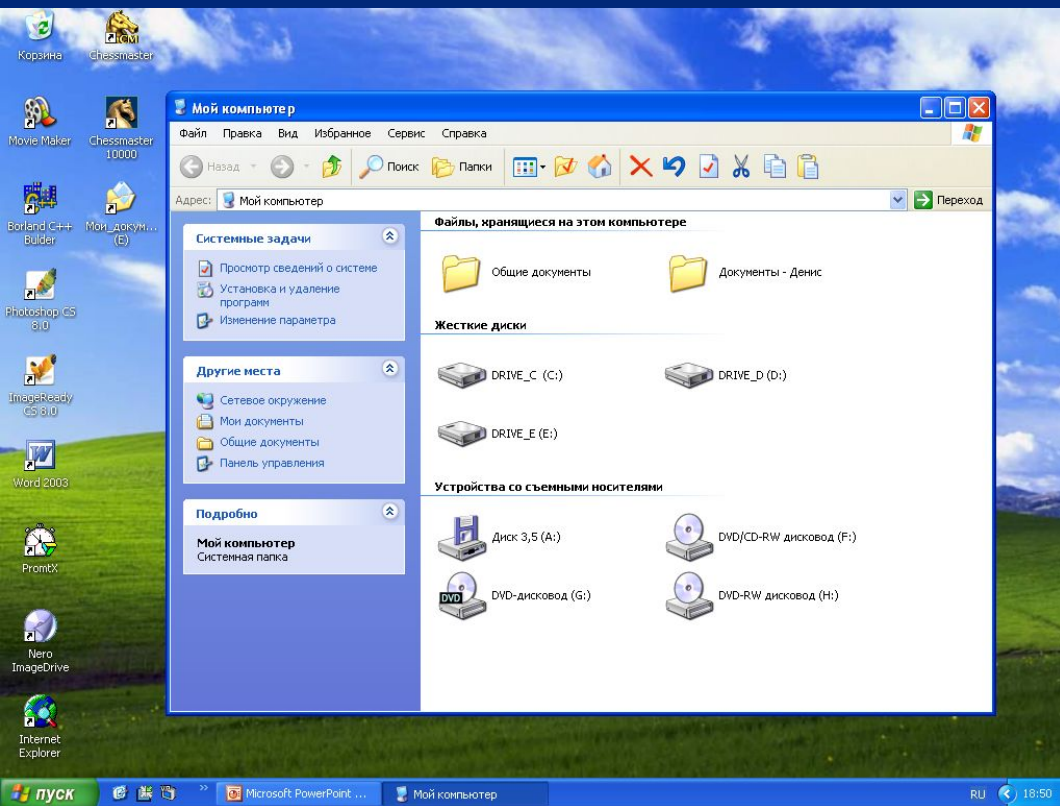 Корзина
Chessmaster
Movie Maker
Chessmaster
10000
Borland C++
Bulder
Мои_докум...
(E)
Photoshop CS
8.0
ImageReady
CS 8.0
Word 2003
PromtX
Nero
ImageDrive
Internet
Explorer
Мой компьютер
Файл Правка Вид Избранное Сервис Справка
Назад Поиск Папки
Адрес: Мой компьютер Переход
Системные задачи
Просмотр сведений о системе
Установка и удаление
программ
Изменение параметра
Другие места
Сетевое окружение
Мои документы
Общие документы
Панель управления
Подробно
Мой компьютер
Системная папка
Файлы, хранящиеся на этом компьютере
Общие документы
Документы - Денис
Жесткие диски
DRIVE_C (C:)
DRIVE_D (D:)
DRIVE_E (E:)
Устройства со съемными носителями
Диск 3,5 (A:)
DVD/CD-RW дисковод (F:)
DVD
DVD-дисковод (G:)
DVD-RW дисковод (H:)
пуск
Microsoft PowerPoint ...
Мой компьютер
RU
18:50